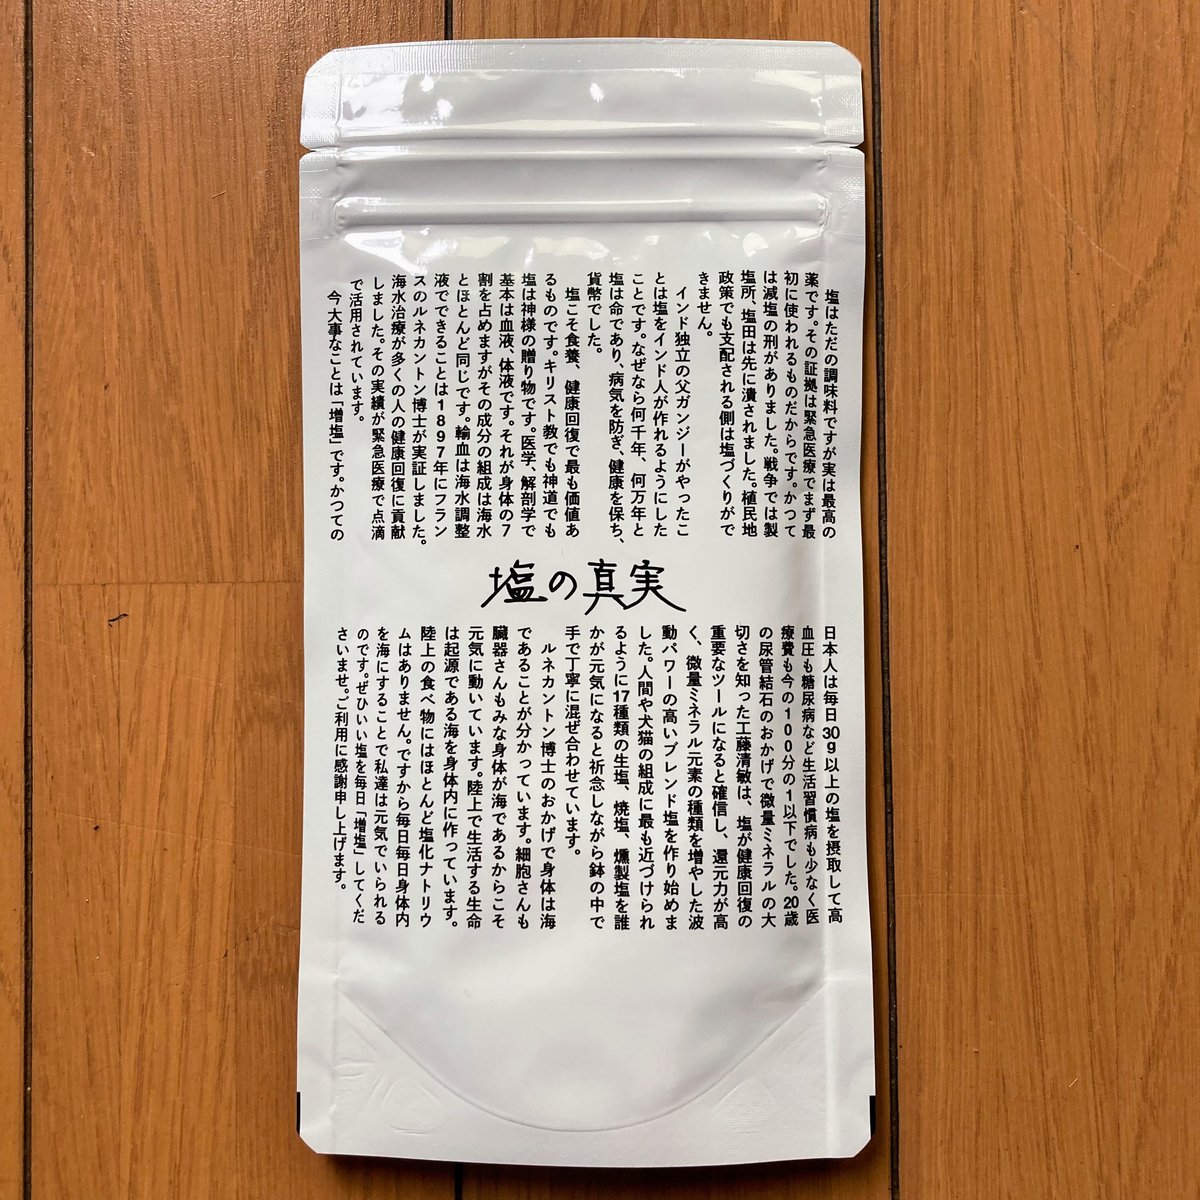 塩はただの調味料ですが実は最高の
薬です。その証拠は緊急医療でまず最
初に使われるものだからです。かつて
は減塩の刑がありました。戦争では製
塩所、塩田は先に潰されました。植民地
政策でも支配される側は塩づくりがで
きません。
インド独立の父ガンジーがやったこ
とは塩をインド人が作れるようにした
ことです。なぜなら何千年、何万年と
塩は命であり、病気を防ぎ、健康を保ち、
貨幣でした。
塩こそ食養、健康回復で最も価値あ
るものです。キリスト教でも神道でも
塩は神様の贈り物です。医学、解剖学で
基本は血液、体液です。それが身体の7
割を占めますがその成分の組成は海水
とほとんど同じです。輸血は海水調整
液でできることは1897年にフラン
スのルネカントン博士が実証しました。
海水治療が多くの人の健康回復に貢献
しました。その実績が緊急医療で点滴
で活用されています。
今大事なことは「増塩」です。かつての
塩の真実
日本人は毎日30g以上の塩を摂取して高
血圧も糖尿病など生活習慣病も少なく医
療費も今の100分の1以下でした。20歳
の尿管結石のおかげで微量ミネラルの大
切さを知った工藤清敏は、塩が健康回復の
重要なツールになると確信し、還元力が高
く、微量ミネラル元素の種類を増やした波
動パワーの高いブレンド塩を作り始めま
した。人間や犬猫の組成に最も近づけられ
るように17種類の生塩、焼塩、燻製塩を誰
かが元気になると祈念しながら鉢の中で
手で丁寧に混ぜ合わせています。
ルネカントン博士のおかげで身体は海
であることが分かっています。細胞さんも
臓器さんもみな身体が海であるからこそ
元気に動いています。陸上で生活する生命
は起源である海を身体内に作っています。
陸上の食べ物にはほとんど塩化ナトリウ
ムはありません。ですから毎日毎日身体内
を海にすることで私達は元気でいられる
のです。ぜひいい塩を毎日「増塩」してくだ
さいませ。ご利用に感謝申し上げます。